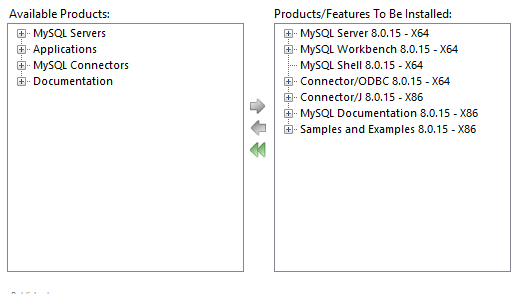 Available Products:
MySQL Servers
Applications
MySQL Connectors
Documentation
Products/Features To Be Installed:
MySQL Server 8.0.15 - X64
MySQL Workbench 8.0.15 - X64
MySQL Shell 8.0.15 - X64
Connector/ODBC 8.0.15 - X64
Connector/J 8.0.15 - X86
MySQL Documentation 8.0.15 - X86
Samples and Examples 8.0.15 - X86